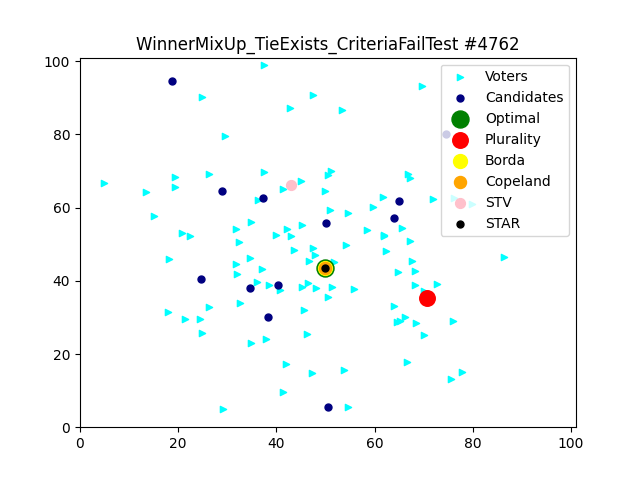 WinnerMixUp_TieExists_CriteriaFailTest #4762
100
80
60
40
20
0
0
20
40
60
80
100
Voters
Candidates
Optimal
Plurality
Borda
Copeland
STV
STAR